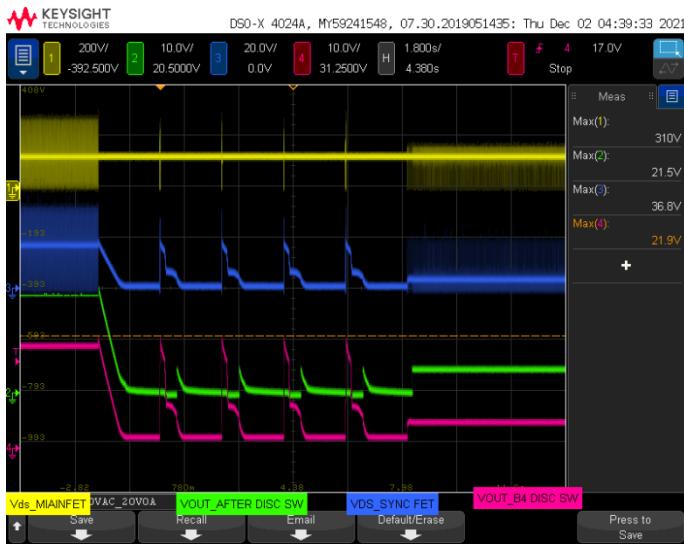 KEYSIGHT
TECHNOLOGIES
DSO-X 4024A, MY59241548, 07.30.2019051435: Thu Dec 02 04:39:33 2021
1 200V/ -392.500V
2 10.0V/ 20.5000V
3 20.0V/ 0.0V
4 10.0V/ 31.2500V
H 1.800s/ 4.380s
T 4 17.0V
Stop
408V
Meas
Max(1):
310V
Max(2):
21.5V
Max(3):
36.8V
Max(4):
21.9V
+
-193
-393
-593
-793
-993
-2.82 780m 4.38 7.98
Vds_MIAINFET
VAC_20V0A
VOUT_AFTER DISC SW
VDS_SYNC FET
VOUT_B4 DISC SW
Save
Recall
Email
Default/Erase
Press to
Save